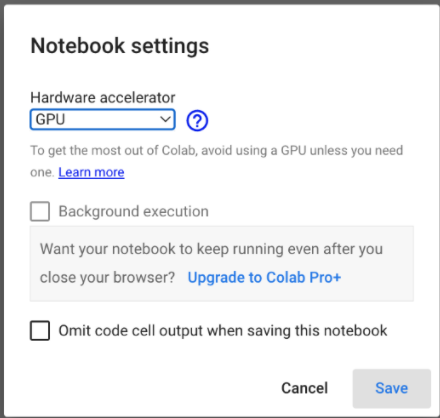 Notebook settings
Hardware accelerator
GPU
?
To get the most out of Colab, avoid using a GPU unless you need
one. Learn more
Background execution
Want your notebook to keep running even after you
close your browser? Upgrade to Colab Pro+
Omit code cell output when saving this notebook
Cancel Save